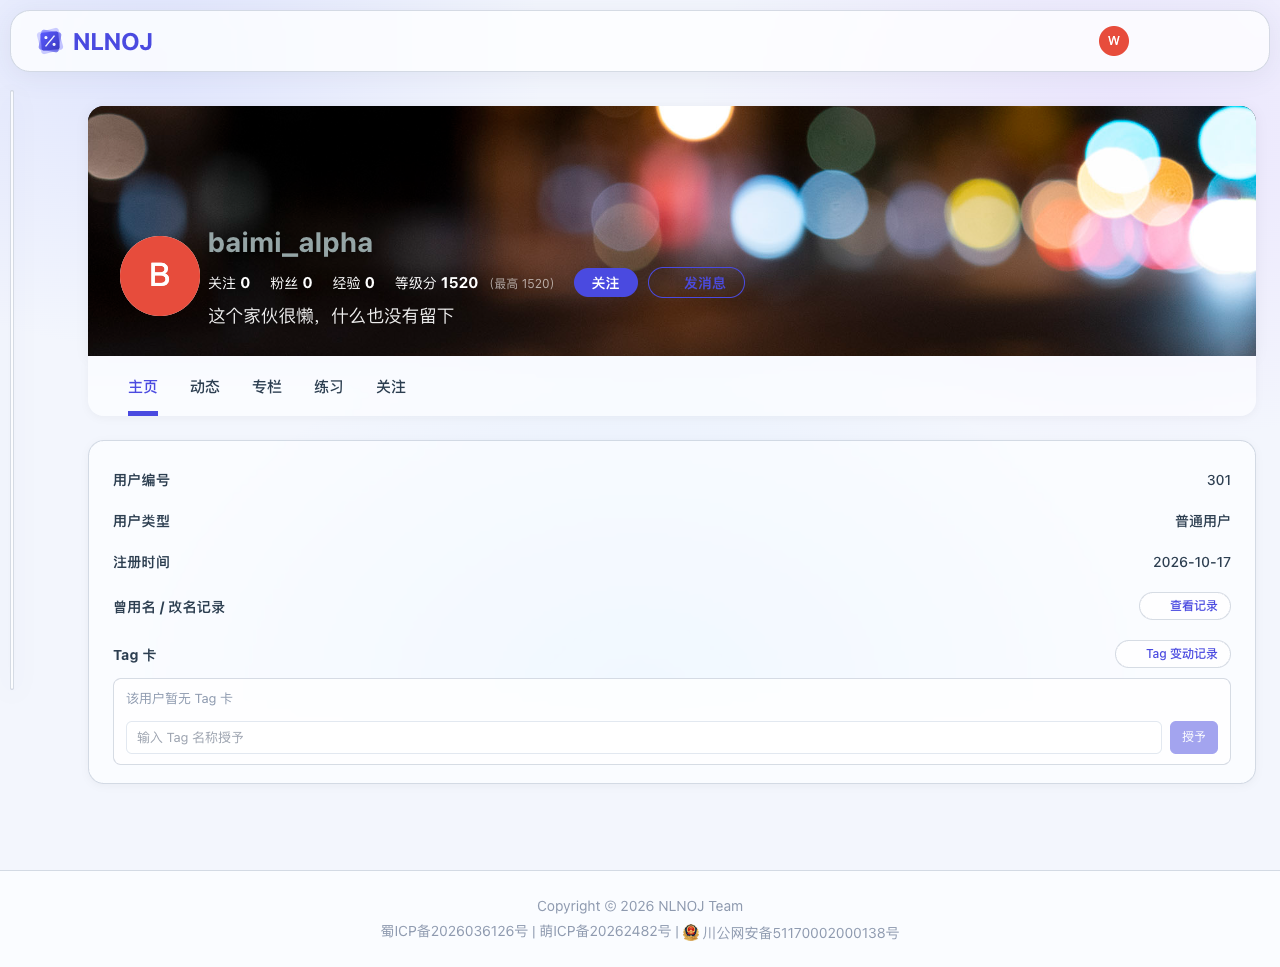 NLNOJ
W
B
baimi_alpha
关注 0 粉丝 0 经验 0 等级分 1520 (最高 1520) 关注 发消息
这个家伙很懒，什么也没有留下
主页 动态 专栏 练习 关注
用户编号 301
用户类型 普通用户
注册时间 2026-10-17
曾用名 / 改名记录 查看记录
Tag 卡 Tag 变动记录
该用户暂无 Tag 卡
输入 Tag 名称授予 授予
Copyright © 2026 NLNOJ Team
蜀ICP备2026036126号 | 萌ICP备20262482号 | 川公网安备51170002000138号